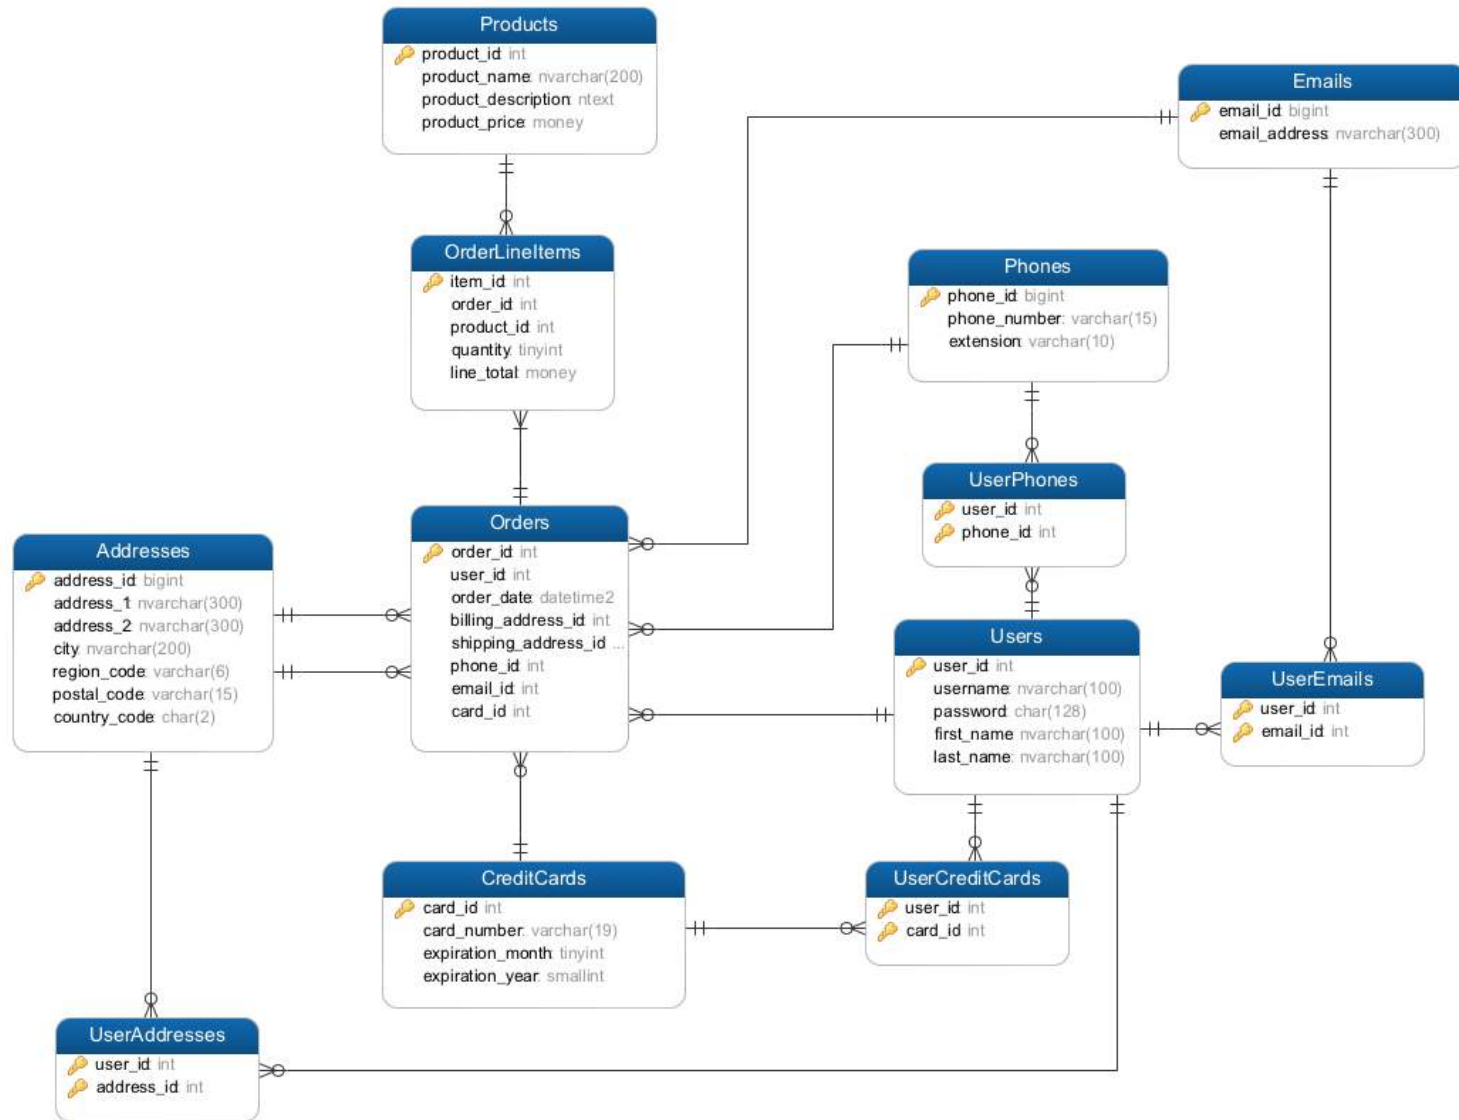 Products
product_id: int
product_name: nvarchar(200)
product_description: ntext
product_price: money
Emails
email_id: bigint
email_address: nvarchar(300)
OrderLineItems
item_id: int
order_id: int
product_id: int
quantity: tinyint
line_total: money
Phones
phone_id: bigint
phone_number: varchar(15)
extension: varchar(10)
UserPhones
user_id: int
phone_id: int
Orders
order_id: int
user_id: int
order_date: datetime2
billing_address_id: int
shipping_address_id ...
phone_id: int
email_id: int
card_id: int
Addresses
address_id: bigint
address_1: nvarchar(300)
address_2: nvarchar(300)
city: nvarchar(200)
region_code: varchar(6)
postal_code: varchar(15)
country_code: char(2)
Users
user_id: int
username: nvarchar(100)
password: char(128)
first_name: nvarchar(100)
last_name: nvarchar(100)
UserEmails
user_id: int
email_id: int
CreditCards
card_id: int
card_number: varchar(19)
expiration_month: tinyint
expiration_year: smallint
UserCreditCards
user_id: int
card_id: int
UserAddresses
user_id: int
address_id: int